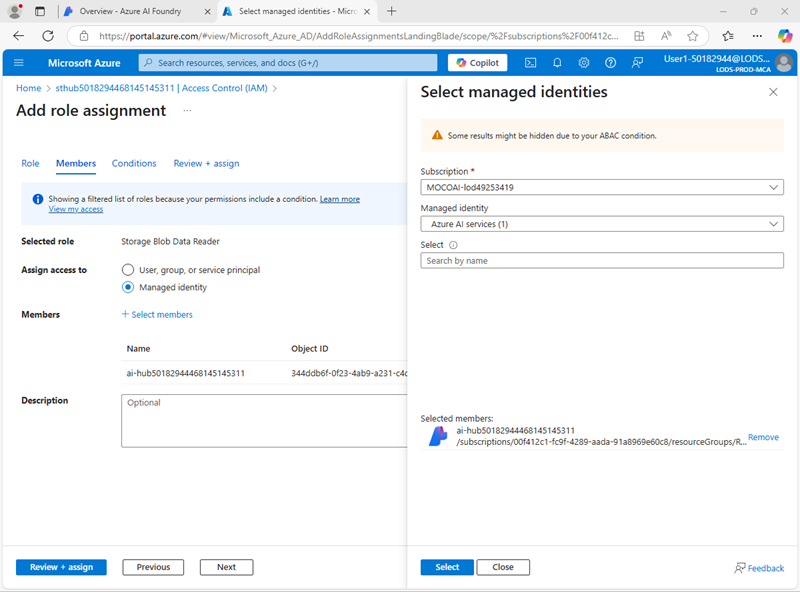 Overview - Azure AI Foundry
Select managed identities - Micro
https://portal.azure.com/#view/Microsoft_Azure_AD/AddRoleAssignmentsLandingBlade/scope/%2Fsubscriptions%2F00f412c...
Microsoft Azure
Search resources, services, and docs (G+/)
Copilot
User1-50182944@LODS...
LODS-PROD-MCA
Home > sthub50182944681451453​11 | Access Control (IAM) >
Add role assignment ...
Role
Members
Conditions
Review + assign
Showing a filtered list of roles because your permissions include a condition. Learn more
View my access
Selected role
Storage Blob Data Reader
Assign access to
User, group, or service principal
Managed identity
Members
+ Select members
Name
Object ID
ai-hub50182944468145145311
344ddb6f-0f23-4ab9-a231-c4c
Description
Optional
Review + assign
Previous
Next
Select managed identities
Some results might be hidden due to your ABAC condition.
Subscription *
MOCOAI-lod49253419
Managed identity
Azure AI services (1)
Select
Search by name
Selected members:
ai-hub50182944468145145311
/subscriptions/00f412c1-fc9f-4289-aada-91a8969e60c8/resourceGroups/R...
Remove
Select
Close
Feedback